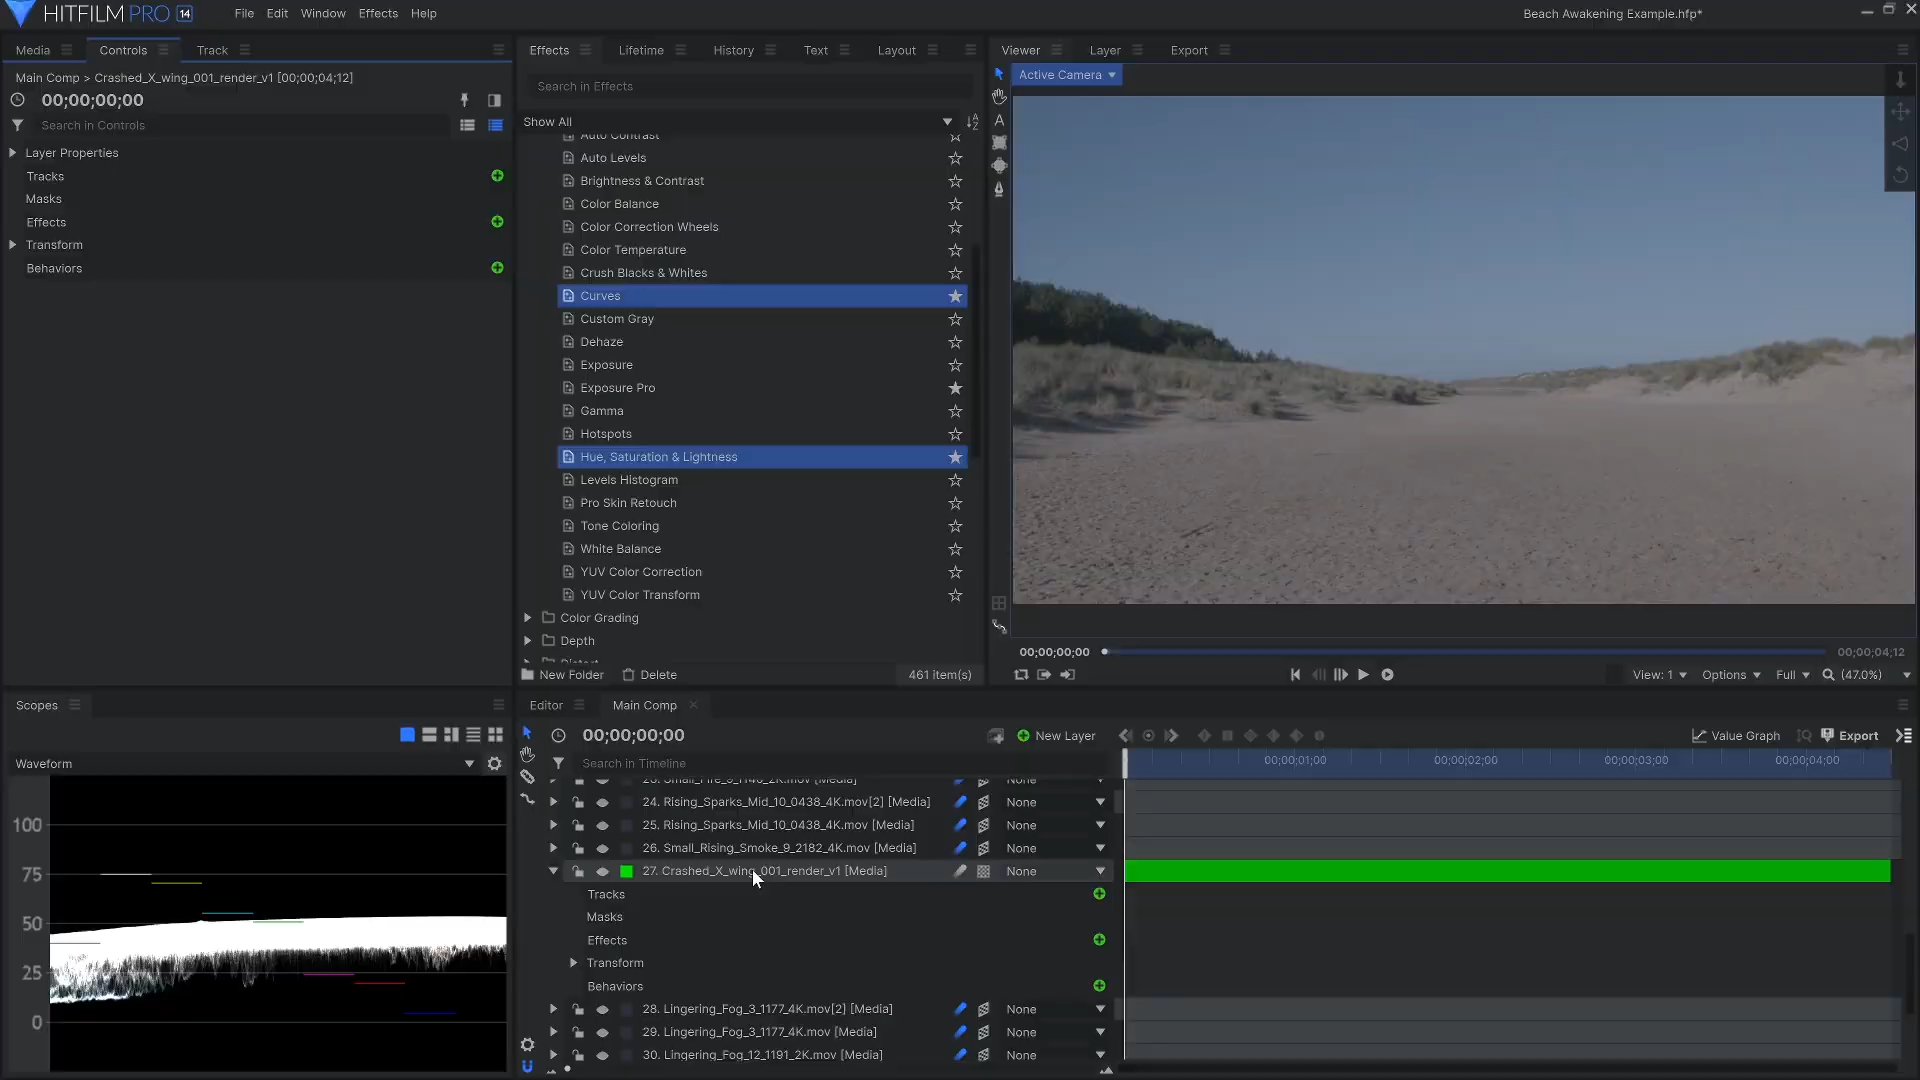 HITFILM PRO 14
File Edit Window Effects Help
Beach Awakening Example.hfp*
Media Controls Track
Main Comp > Crashed_X_wing_001_render_v1 [00;00;04;12]
00;00;00;00
Search in Controls
Layer Properties
Tracks
Masks
Effects
Transform
Behaviors
Effects Lifetime History Text Layout
Search in Effects
Show All
Auto Contrast
Auto Levels
Brightness & Contrast
Color Balance
Color Correction Wheels
Color Temperature
Crush Blacks & Whites
Curves
Custom Gray
Dehaze
Exposure
Exposure Pro
Gamma
Hotspots
Hue, Saturation & Lightness
Levels Histogram
Pro Skin Retouch
Tone Coloring
White Balance
YUV Color Correction
YUV Color Transform
Color Grading
Depth
Distort
New Folder Delete 461 item(s)
Viewer Layer Export
Active Camera
A
00;00;00;00 00;00;04;12
View: 1 Options Full (47.0%)
Scopes
Waveform
100
75
50
25
0
Editor Main Comp
00;00;00;00 New Layer Value Graph Export
Search in Timeline
00;00;01;00 00;00;02;00 00;00;03;00 00;00;04;00
24. Rising_Sparks_Mid_10_0438_4K.mov[2] [Media] None
25. Rising_Sparks_Mid_10_0438_4K.mov [Media] None
26. Small_Rising_Smoke_9_2182_4K.mov [Media] None
27. Crashed_X_wing_001_render_v1 [Media] None
Tracks
Masks
Effects
Transform
Behaviors
28. Lingering_Fog_3_1177_4K.mov[2] [Media] None
29. Lingering_Fog_3_1177_4K.mov [Media] None
30. Lingering_Fog_12_1191_2K.mov [Media] None